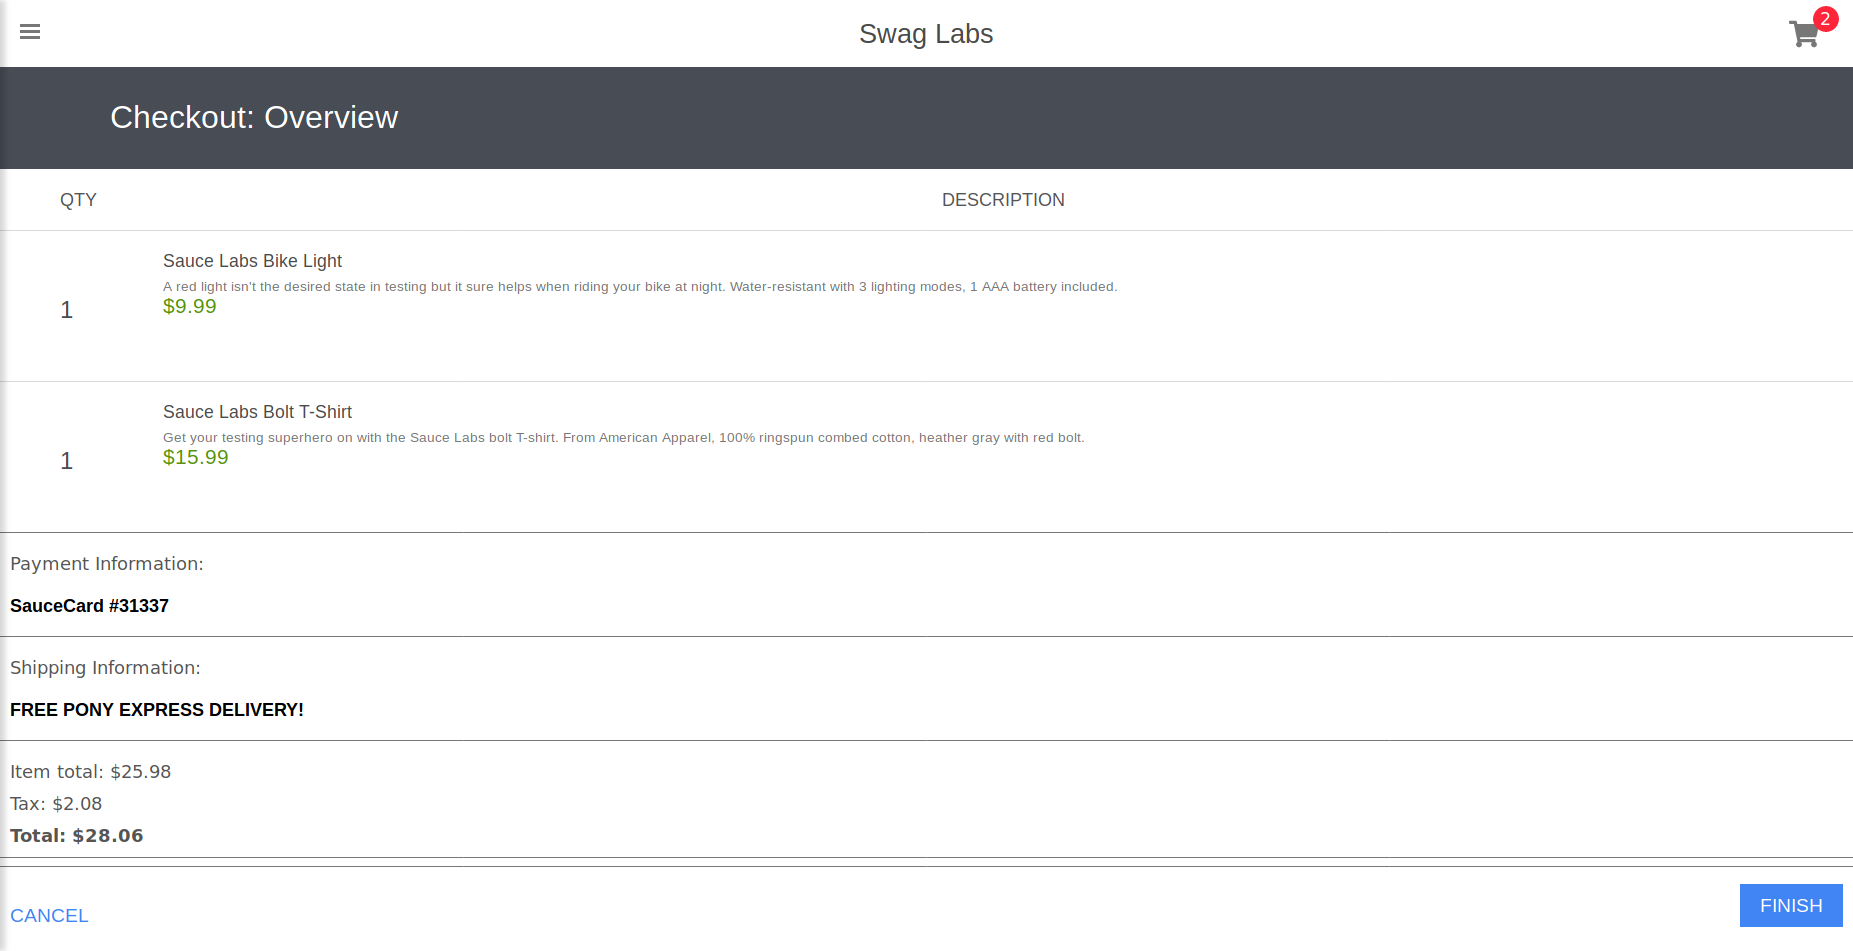 Swag Labs
2
Checkout: Overview
QTY
DESCRIPTION
Sauce Labs Bike Light
A red light isn't the desired state in testing but it sure helps when riding your bike at night. Water-resistant with 3 lighting modes, 1 AAA battery included.
1
$9.99
Sauce Labs Bolt T-Shirt
Get your testing superhero on with the Sauce Labs bolt T-shirt. From American Apparel, 100% ringspun combed cotton, heather gray with red bolt.
1
$15.99
Payment Information:
SauceCard #31337
Shipping Information:
FREE PONY EXPRESS DELIVERY!
Item total: $25.98
Tax: $2.08
Total: $28.06
CANCEL
FINISH